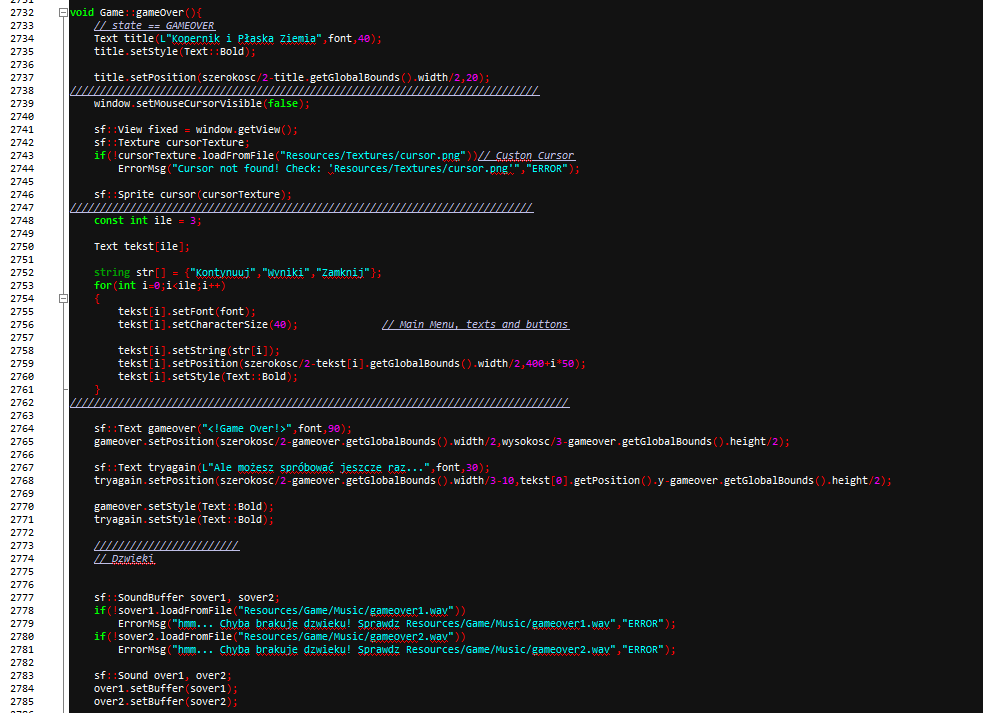 2731
2732 void Game::gameOver(){
2733 // state == GAMEOVER
2734 Text title(L"Kopernik i Płaska Ziemia",font,40);
2735 title.setStyle(Text::Bold);
2736
2737 title.setPosition(szerokosc/2-title.getGlobalBounds().width/2,20);
2738 //////////////////////////////////////////////////////////////////////////////
2739 window.setMouseCursorVisible(false);
2740
2741 sf::View fixed = window.getView();
2742 sf::Texture cursorTexture;
2743 if(!cursorTexture.loadFromFile("Resources/Textures/cursor.png"))// Custon Cursor
2744 ErrorMsg("Cursor not found! Check: 'Resources/Textures/cursor.png'","ERROR");
2745
2746 sf::Sprite cursor(cursorTexture);
2747 /////////////////////////////////////////////////////////////////////////////
2748 const int ile = 3;
2749
2750 Text tekst[ile];
2751
2752 string str[] = {"Kontynuuj","Wyniki","Zamknij"};
2753 for(int i=0;i<ile;i++)
2754 {
2755 tekst[i].setFont(font);
2756 tekst[i].setCharacterSize(40); // Main Menu, texts and buttons
2757
2758 tekst[i].setString(str[i]);
2759 tekst[i].setPosition(szerokosc/2-tekst[i].getGlobalBounds().width/2,400+i*50);
2760 tekst[i].setStyle(Text::Bold);
2761 }
2762 ///////////////////////////////////////////////////////////////////////////////////
2763
2764 sf::Text gameover("<!Game Over!>",font,90);
2765 gameover.setPosition(szerokosc/2-gameover.getGlobalBounds().width/2,wysokosc/3-gameover.getGlobalBounds().height/2);
2766
2767 sf::Text tryagain(L"Ale możesz spróbować jeszcze raz...",font,30);
2768 tryagain.setPosition(szerokosc/2-gameover.getGlobalBounds().width/3-10,tekst[0].getPosition().y-gameover.getGlobalBounds().height/2);
2769
2770 gameover.setStyle(Text::Bold);
2771 tryagain.setStyle(Text::Bold);
2772
2773 ////////////////////////
2774 // Dzwieki
2775
2776
2777 sf::SoundBuffer sover1, sover2;
2778 if(!sover1.loadFromFile("Resources/Game/Music/gameover1.wav"))
2779 ErrorMsg("hmm... Chyba brakuje dzwieku! Sprawdz Resources/Game/Music/gameover1.wav","ERROR");
2780 if(!sover2.loadFromFile("Resources/Game/Music/gameover2.wav"))
2781 ErrorMsg("hmm... Chyba brakuje dzwieku! Sprawdz Resources/Game/Music/gameover2.wav","ERROR");
2782
2783 sf::Sound over1, over2;
2784 over1.setBuffer(sover1);
2785 over2.setBuffer(sover2);